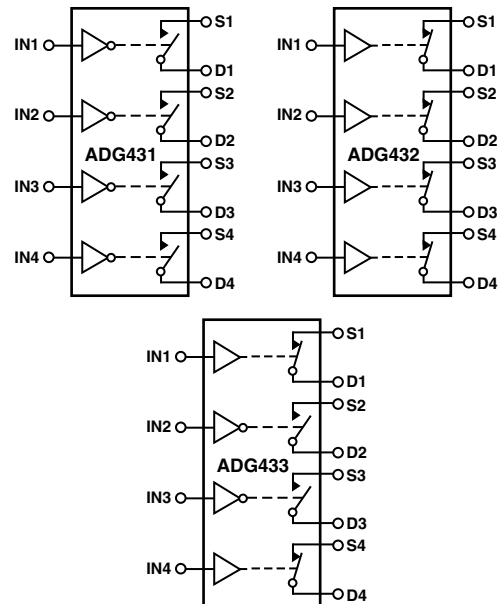 S1
IN1
D1
S2
IN2
D2
ADG431
S3
IN3
D3
S4
IN4
D4
S1
IN1
D1
S2
IN2
D2
ADG432
S3
IN3
D3
S4
IN4
D4
S1
IN1
D1
S2
IN2
D2
ADG433
S3
IN3
D3
S4
IN4
D4